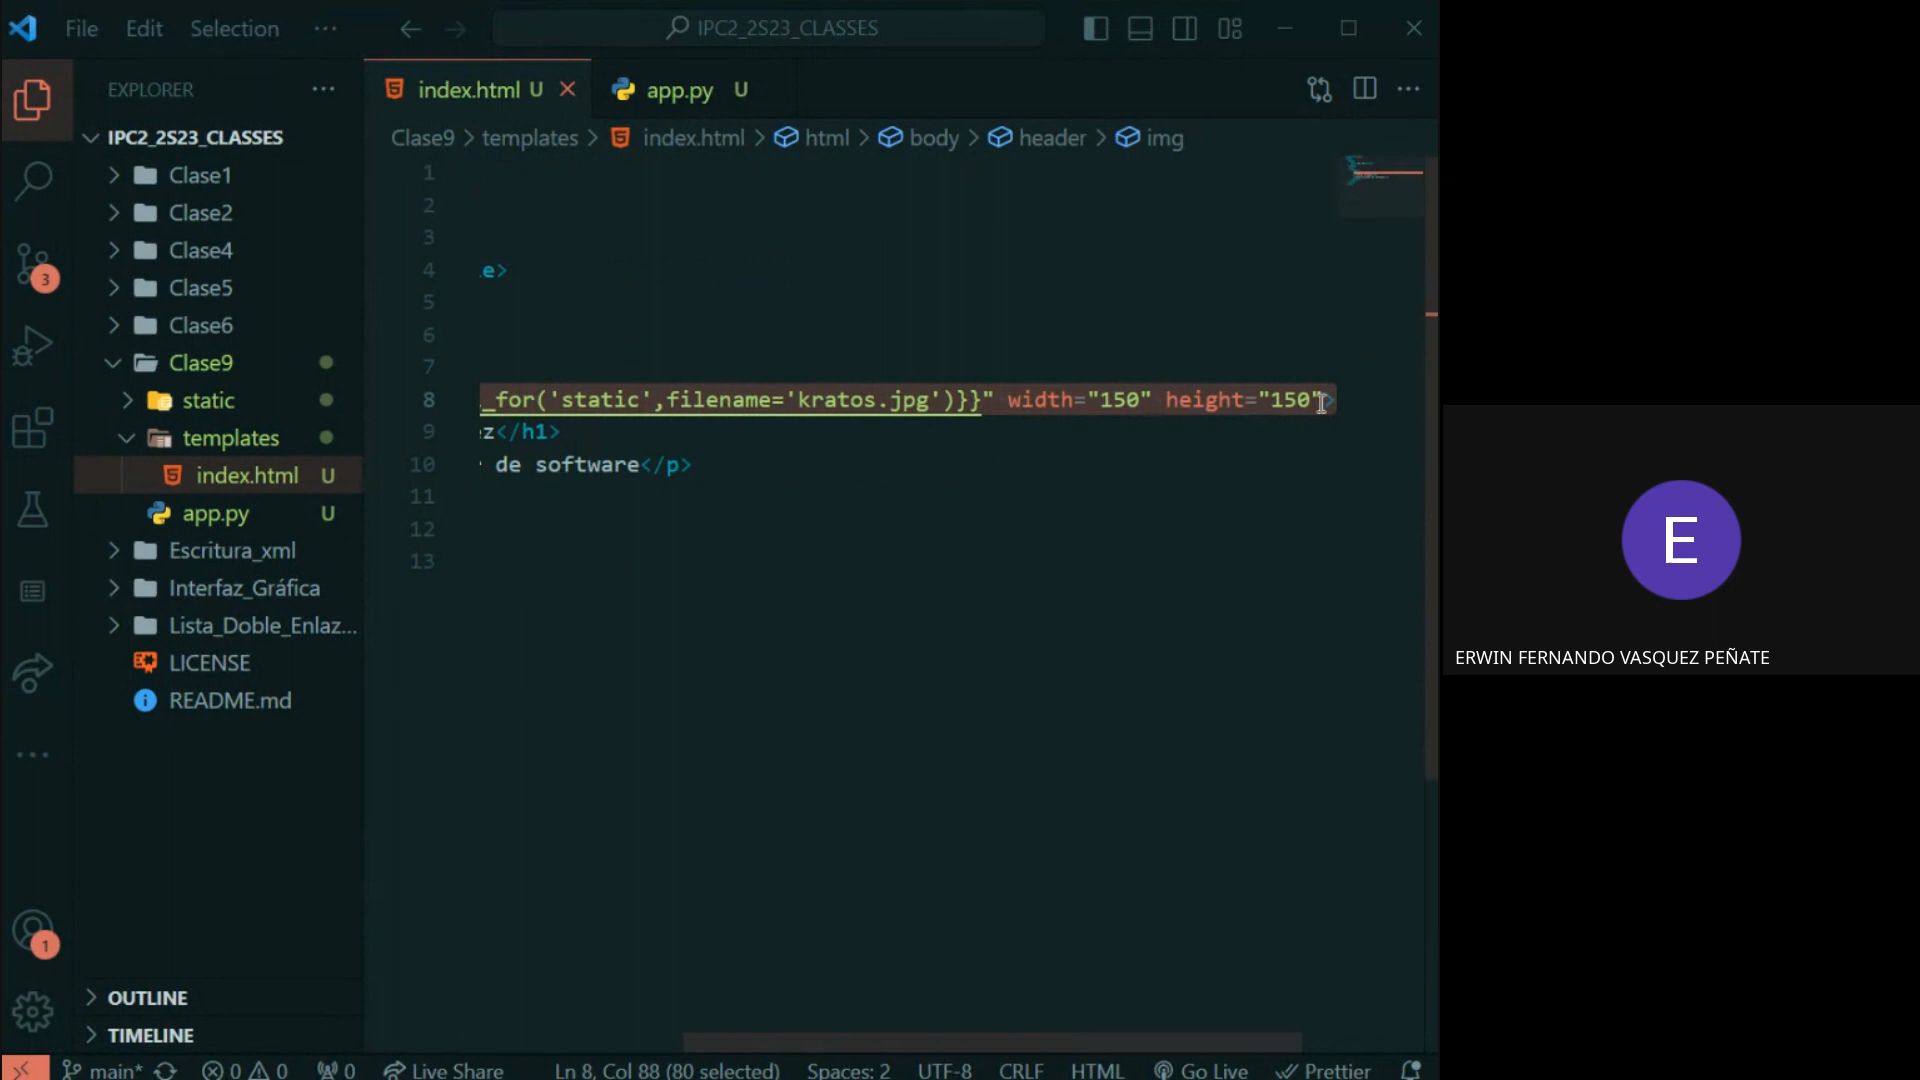 File Edit Selection ··· IPC2_2S23_CLASSES
EXPLORER ···
index.html U
app.py U
IPC2_2S23_CLASSES
Clase9 > templates > index.html > html > body > header > img
Clase1
Clase2
Clase4
Clase5
Clase6
Clase9
static
templates
index.html U
app.py U
Escritura_xml
Interfaz_Gráfica
Lista_Doble_Enlaz...
LICENSE
README.md
OUTLINE
TIMELINE
3
1
1
2
3
4 e>
5
6
7
8 _for('static',filename='kratos.jpg')}}" width="150" height="150">
9 z</h1>
10 de software</p>
11
12
13
main* 0 0 0 Live Share Ln 8, Col 88 (80 selected) Spaces: 2 UTF-8 CRLF HTML Go Live Prettier
E
ERWIN FERNANDO VASQUEZ PEÑATE